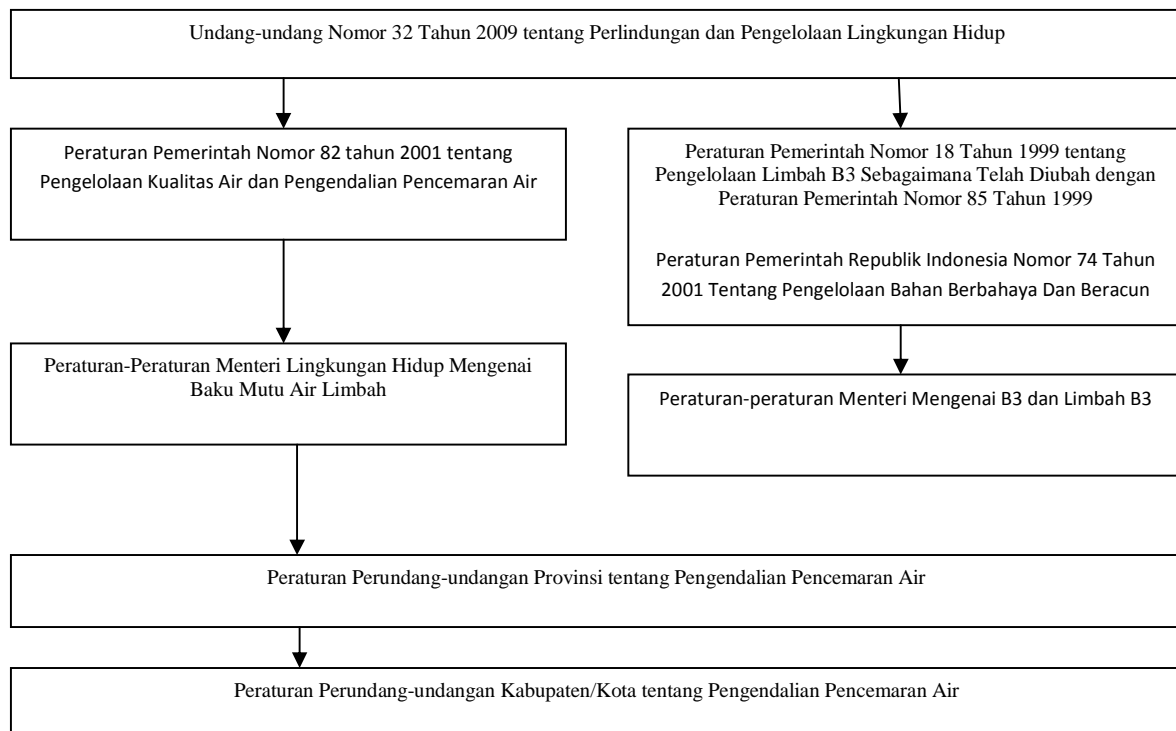 Undang-undang Nomor 32 Tahun 2009 tentang Perlindungan dan Pengelolaan Lingkungan Hidup
Peraturan Pemerintah Nomor 82 tahun 2001 tentang
Pengelolaan Kualitas Air dan Pengendalian Pencemaran Air
Peraturan Pemerintah Nomor 18 Tahun 1999 tentang
Pengelolaan Limbah B3 Sebagaimana Telah Diubah dengan
Peraturan Pemerintah Nomor 85 Tahun 1999
Peraturan Pemerintah Republik Indonesia Nomor 74 Tahun
2001 Tentang Pengelolaan Bahan Berbahaya Dan Beracun
Peraturan-Peraturan Menteri Lingkungan Hidup Mengenai
Baku Mutu Air Limbah
Peraturan-peraturan Menteri Mengenai B3 dan Limbah B3
Peraturan Perundang-undangan Provinsi tentang Pengendalian Pencemaran Air
Peraturan Perundang-undangan Kabupaten/Kota tentang Pengendalian Pencemaran Air